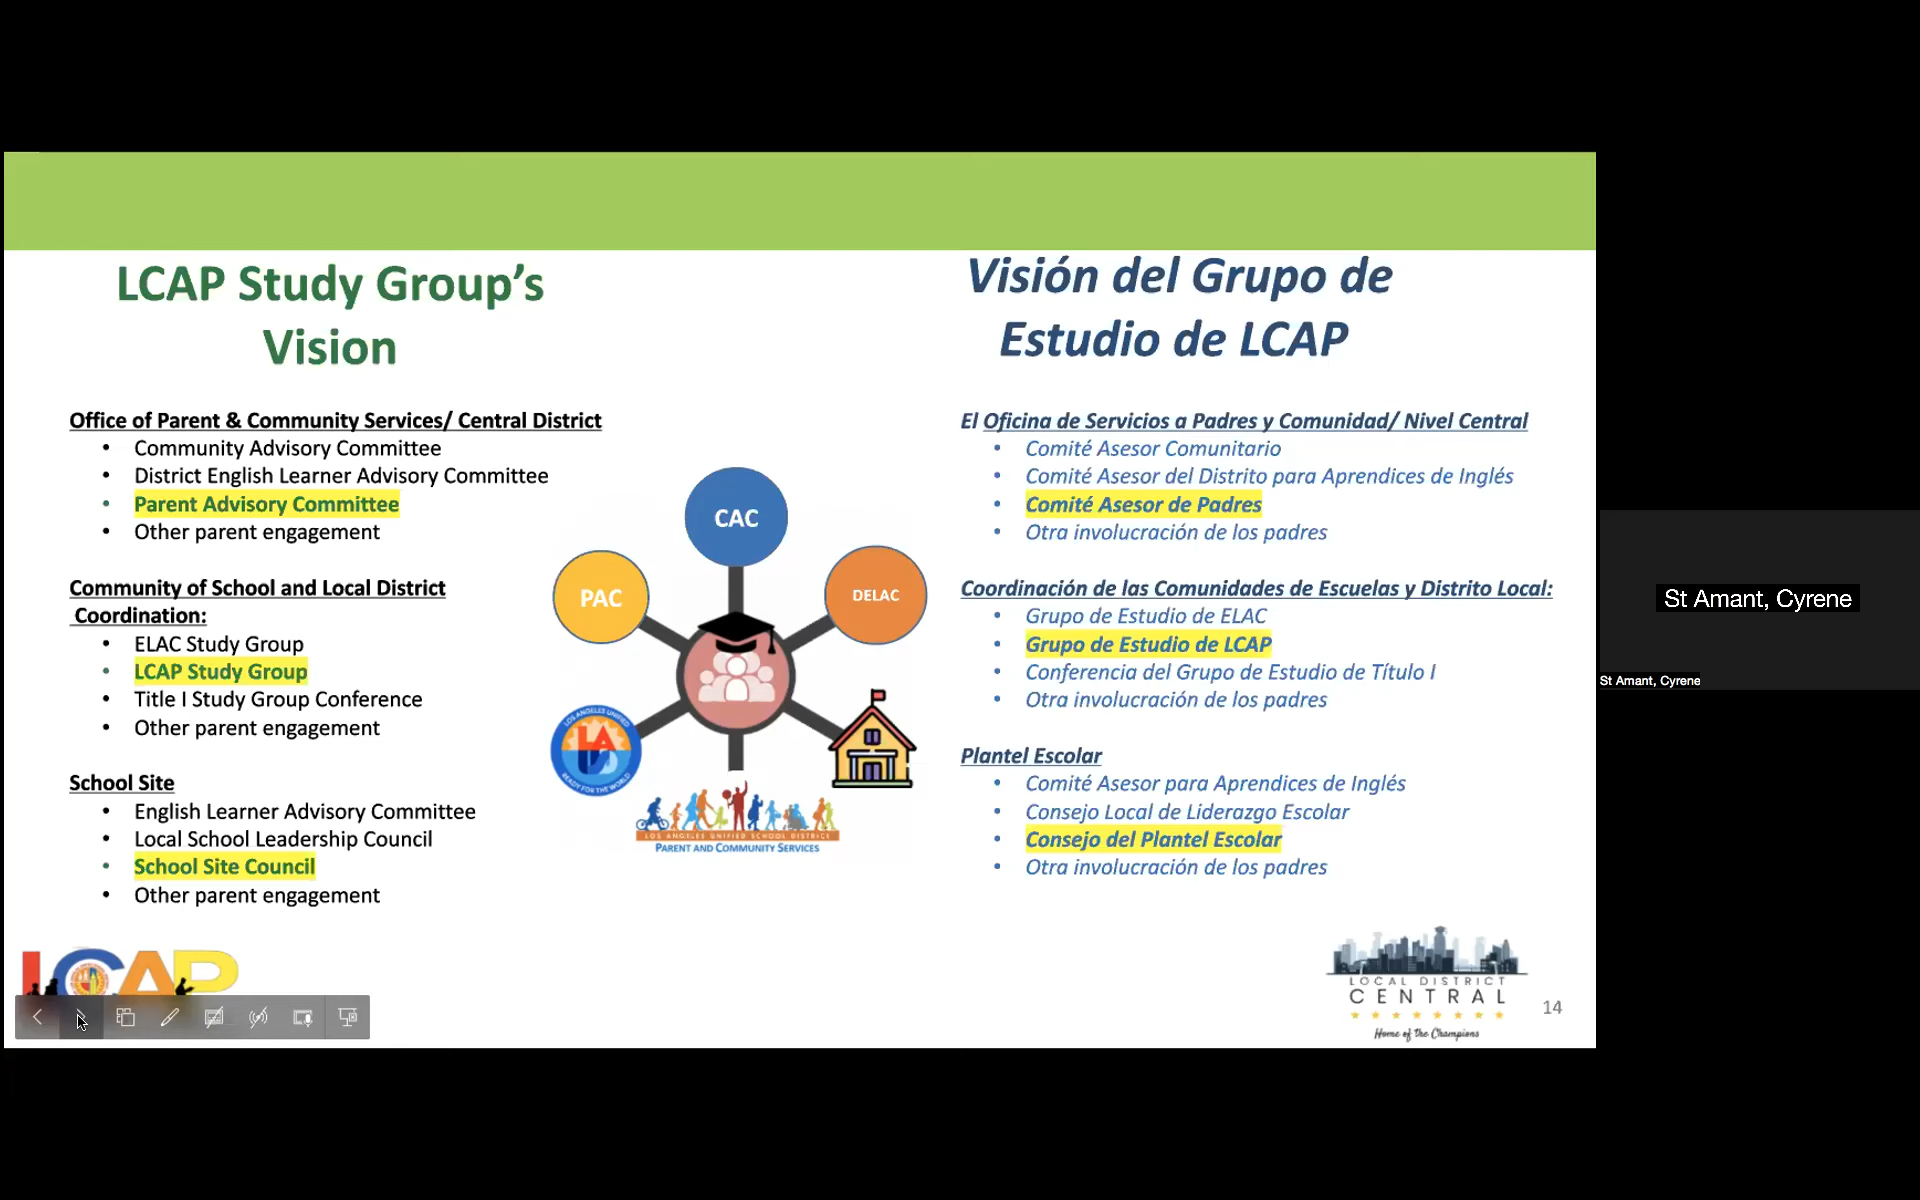 LCAP Study Group's
Vision
Office of Parent & Community Services/ Central District
• Community Advisory Committee
• District English Learner Advisory Committee
• Parent Advisory Committee
• Other parent engagement
Community of School and Local District
Coordination:
• ELAC Study Group
• LCAP Study Group
• Title I Study Group Conference
• Other parent engagement
School Site
• English Learner Advisory Committee
• Local School Leadership Council
• School Site Council
• Other parent engagement
CAC
PAC
DELAC
LOS ANGELES UNIFIED
LAUSD
READY FOR THE WORLD
LOS ANGELES UNIFIED SCHOOL DISTRICT
PARENT AND COMMUNITY SERVICES
Visión del Grupo de
Estudio de LCAP
El Oficina de Servicios a Padres y Comunidad/ Nivel Central
• Comité Asesor Comunitario
• Comité Asesor del Distrito para Aprendices de Inglés
• Comité Asesor de Padres
• Otra involucración de los padres
Coordinación de las Comunidades de Escuelas y Distrito Local:
• Grupo de Estudio de ELAC
• Grupo de Estudio de LCAP
• Conferencia del Grupo de Estudio de Título I
• Otra involucración de los padres
Plantel Escolar
• Comité Asesor para Aprendices de Inglés
• Consejo Local de Liderazgo Escolar
• Consejo del Plantel Escolar
• Otra involucración de los padres
LCAP
LOCAL DISTRICT
CENTRAL
Home of the Champions
14
St Amant, Cyrene
St Amant, Cyrene